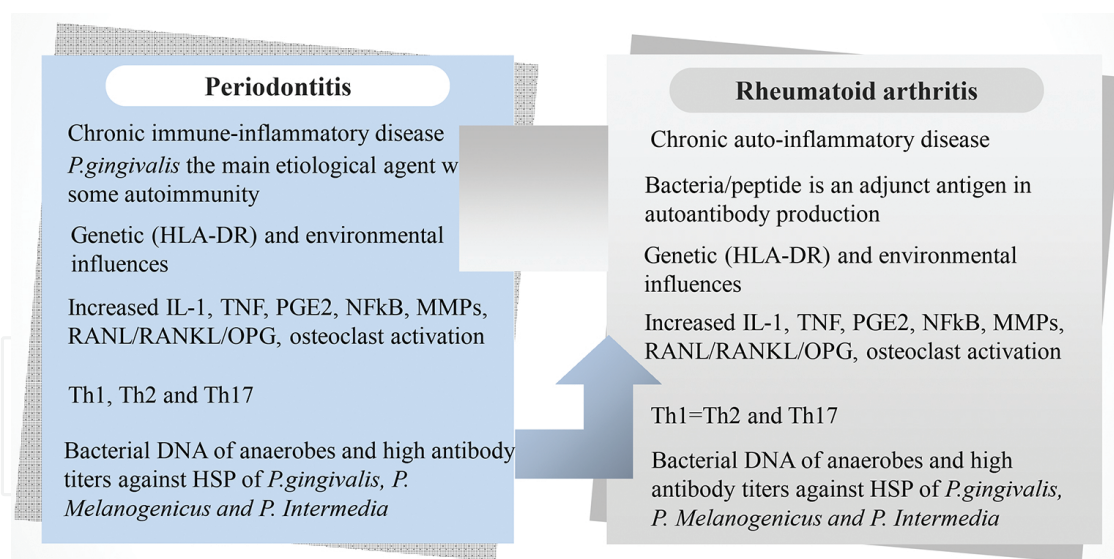 Periodontitis
Chronic immune-inflammatory disease
P.gingivalis the main etiological agent w
some autoimmunity
Genetic (HLA-DR) and environmental
influences
Increased IL-1, TNF, PGE2, NFkB, MMPs,
RANL/RANKL/OPG, osteoclast activation
Th1, Th2 and Th17
Bacterial DNA of anaerobes and high antibody
titers against HSP of P.gingivalis, P.
Melanogenicus and P. Intermedia
Rheumatoid arthritis
Chronic auto-inflammatory disease
Bacteria/peptide is an adjunct antigen in
autoantibody production
Genetic (HLA-DR) and environmental
influences
Increased IL-1, TNF, PGE2, NFkB, MMPs,
RANL/RANKL/OPG, osteoclast activation
Th1=Th2 and Th17
Bacterial DNA of anaerobes and high
antibody titers against HSP of P.gingivalis,
P. Melanogenicus and P. Intermedia